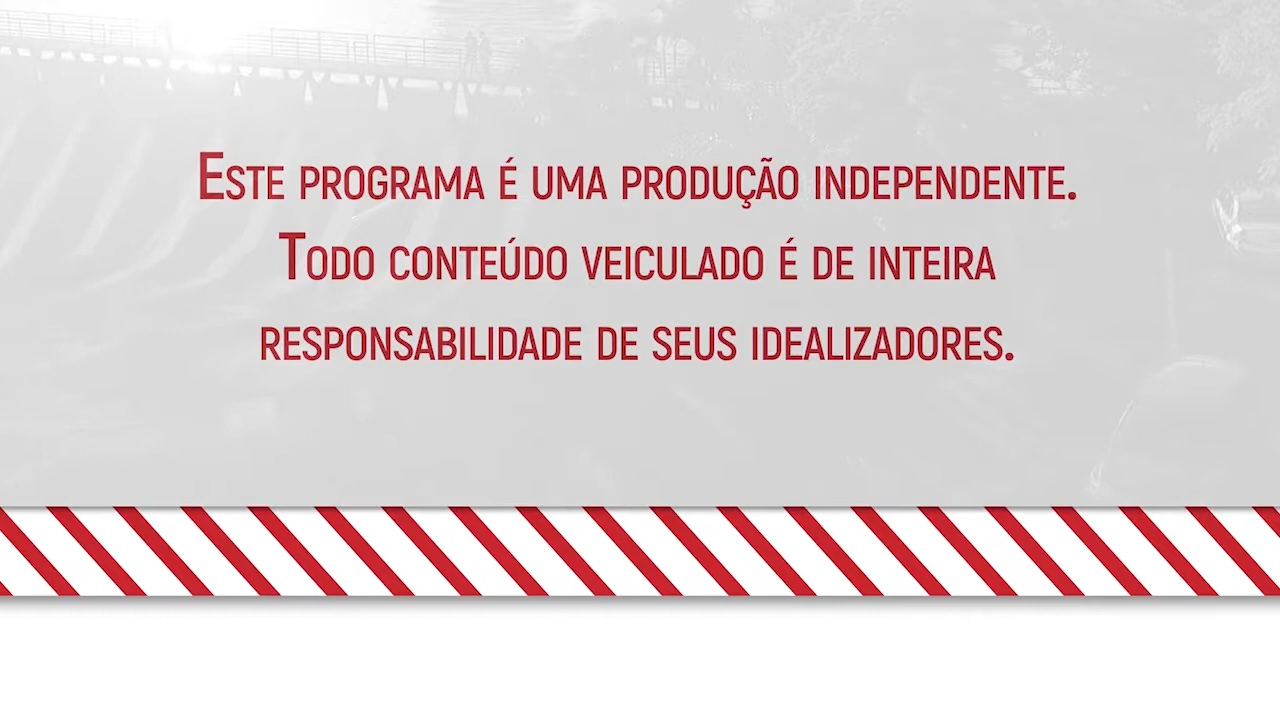 Este programa é uma produção independente.
Todo conteúdo veiculado é de inteira
responsabilidade de seus idealizadores.